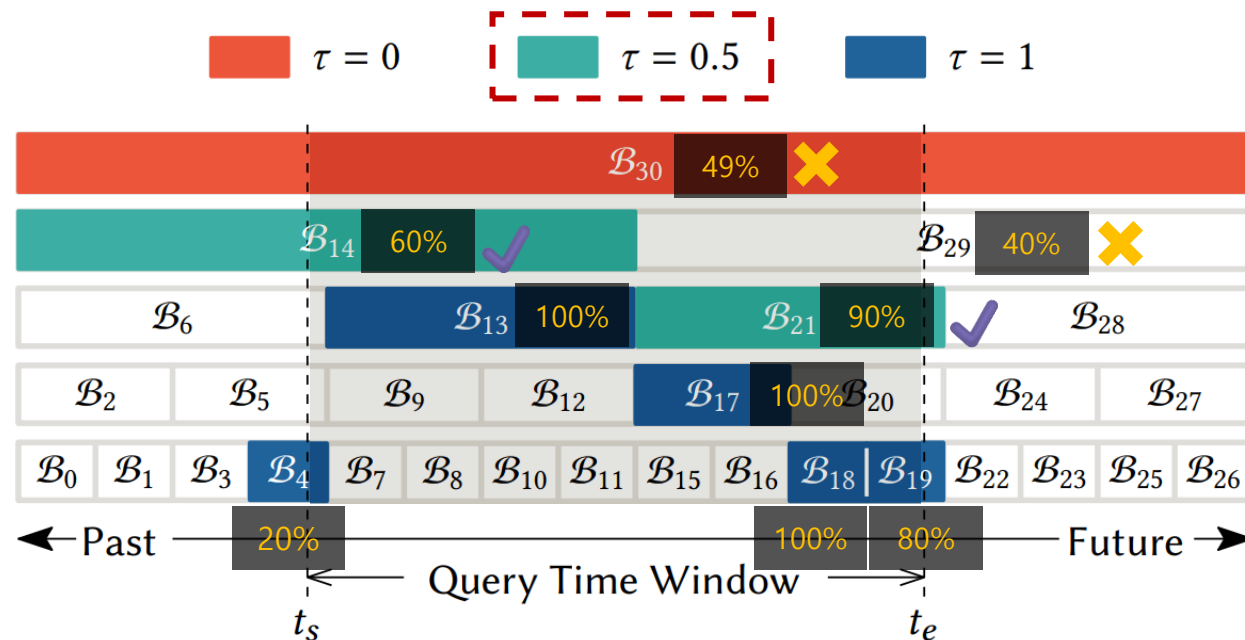 τ = 0 τ = 0.5 τ = 1
ℬ30 49%
ℬ14 60% ℬ29 40%
ℬ6 ℬ13 100% ℬ21 90% ℬ28
ℬ2 ℬ5 ℬ9 ℬ12 ℬ17 100% ℬ20 ℬ24 ℬ27
ℬ0 ℬ1 ℬ3 ℬ4 ℬ7 ℬ8 ℬ10 ℬ11 ℬ15 ℬ16 ℬ18 ℬ19 ℬ22 ℬ23 ℬ25 ℬ26
Past 20% 100% 80% Future
Query Time Window
ts te